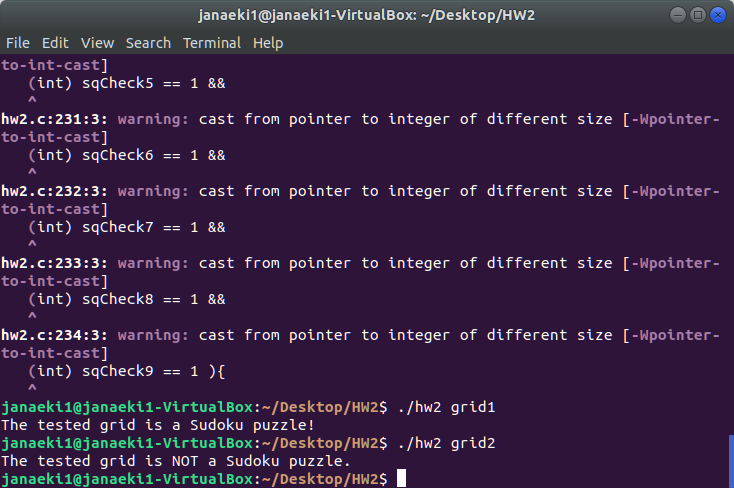 janaeki1@janaeki1-VirtualBox: ~/Desktop/HW2
File Edit View Search Terminal Help
to-int-cast]
(int) sqCheck5 == 1 &&
^
hw2.c:231:3: warning: cast from pointer to integer of different size [-Wpointer-
to-int-cast]
(int) sqCheck6 == 1 &&
^
hw2.c:232:3: warning: cast from pointer to integer of different size [-Wpointer-
to-int-cast]
(int) sqCheck7 == 1 &&
^
hw2.c:233:3: warning: cast from pointer to integer of different size [-Wpointer-
to-int-cast]
(int) sqCheck8 == 1 &&
^
hw2.c:234:3: warning: cast from pointer to integer of different size [-Wpointer-
to-int-cast]
(int) sqCheck9 == 1 ){
^
janaeki1@janaeki1-VirtualBox:~/Desktop/HW2$ ./hw2 grid1
The tested grid is a Sudoku puzzle!
janaeki1@janaeki1-VirtualBox:~/Desktop/HW2$ ./hw2 grid2
The tested grid is NOT a Sudoku puzzle.
janaeki1@janaeki1-VirtualBox:~/Desktop/HW2$